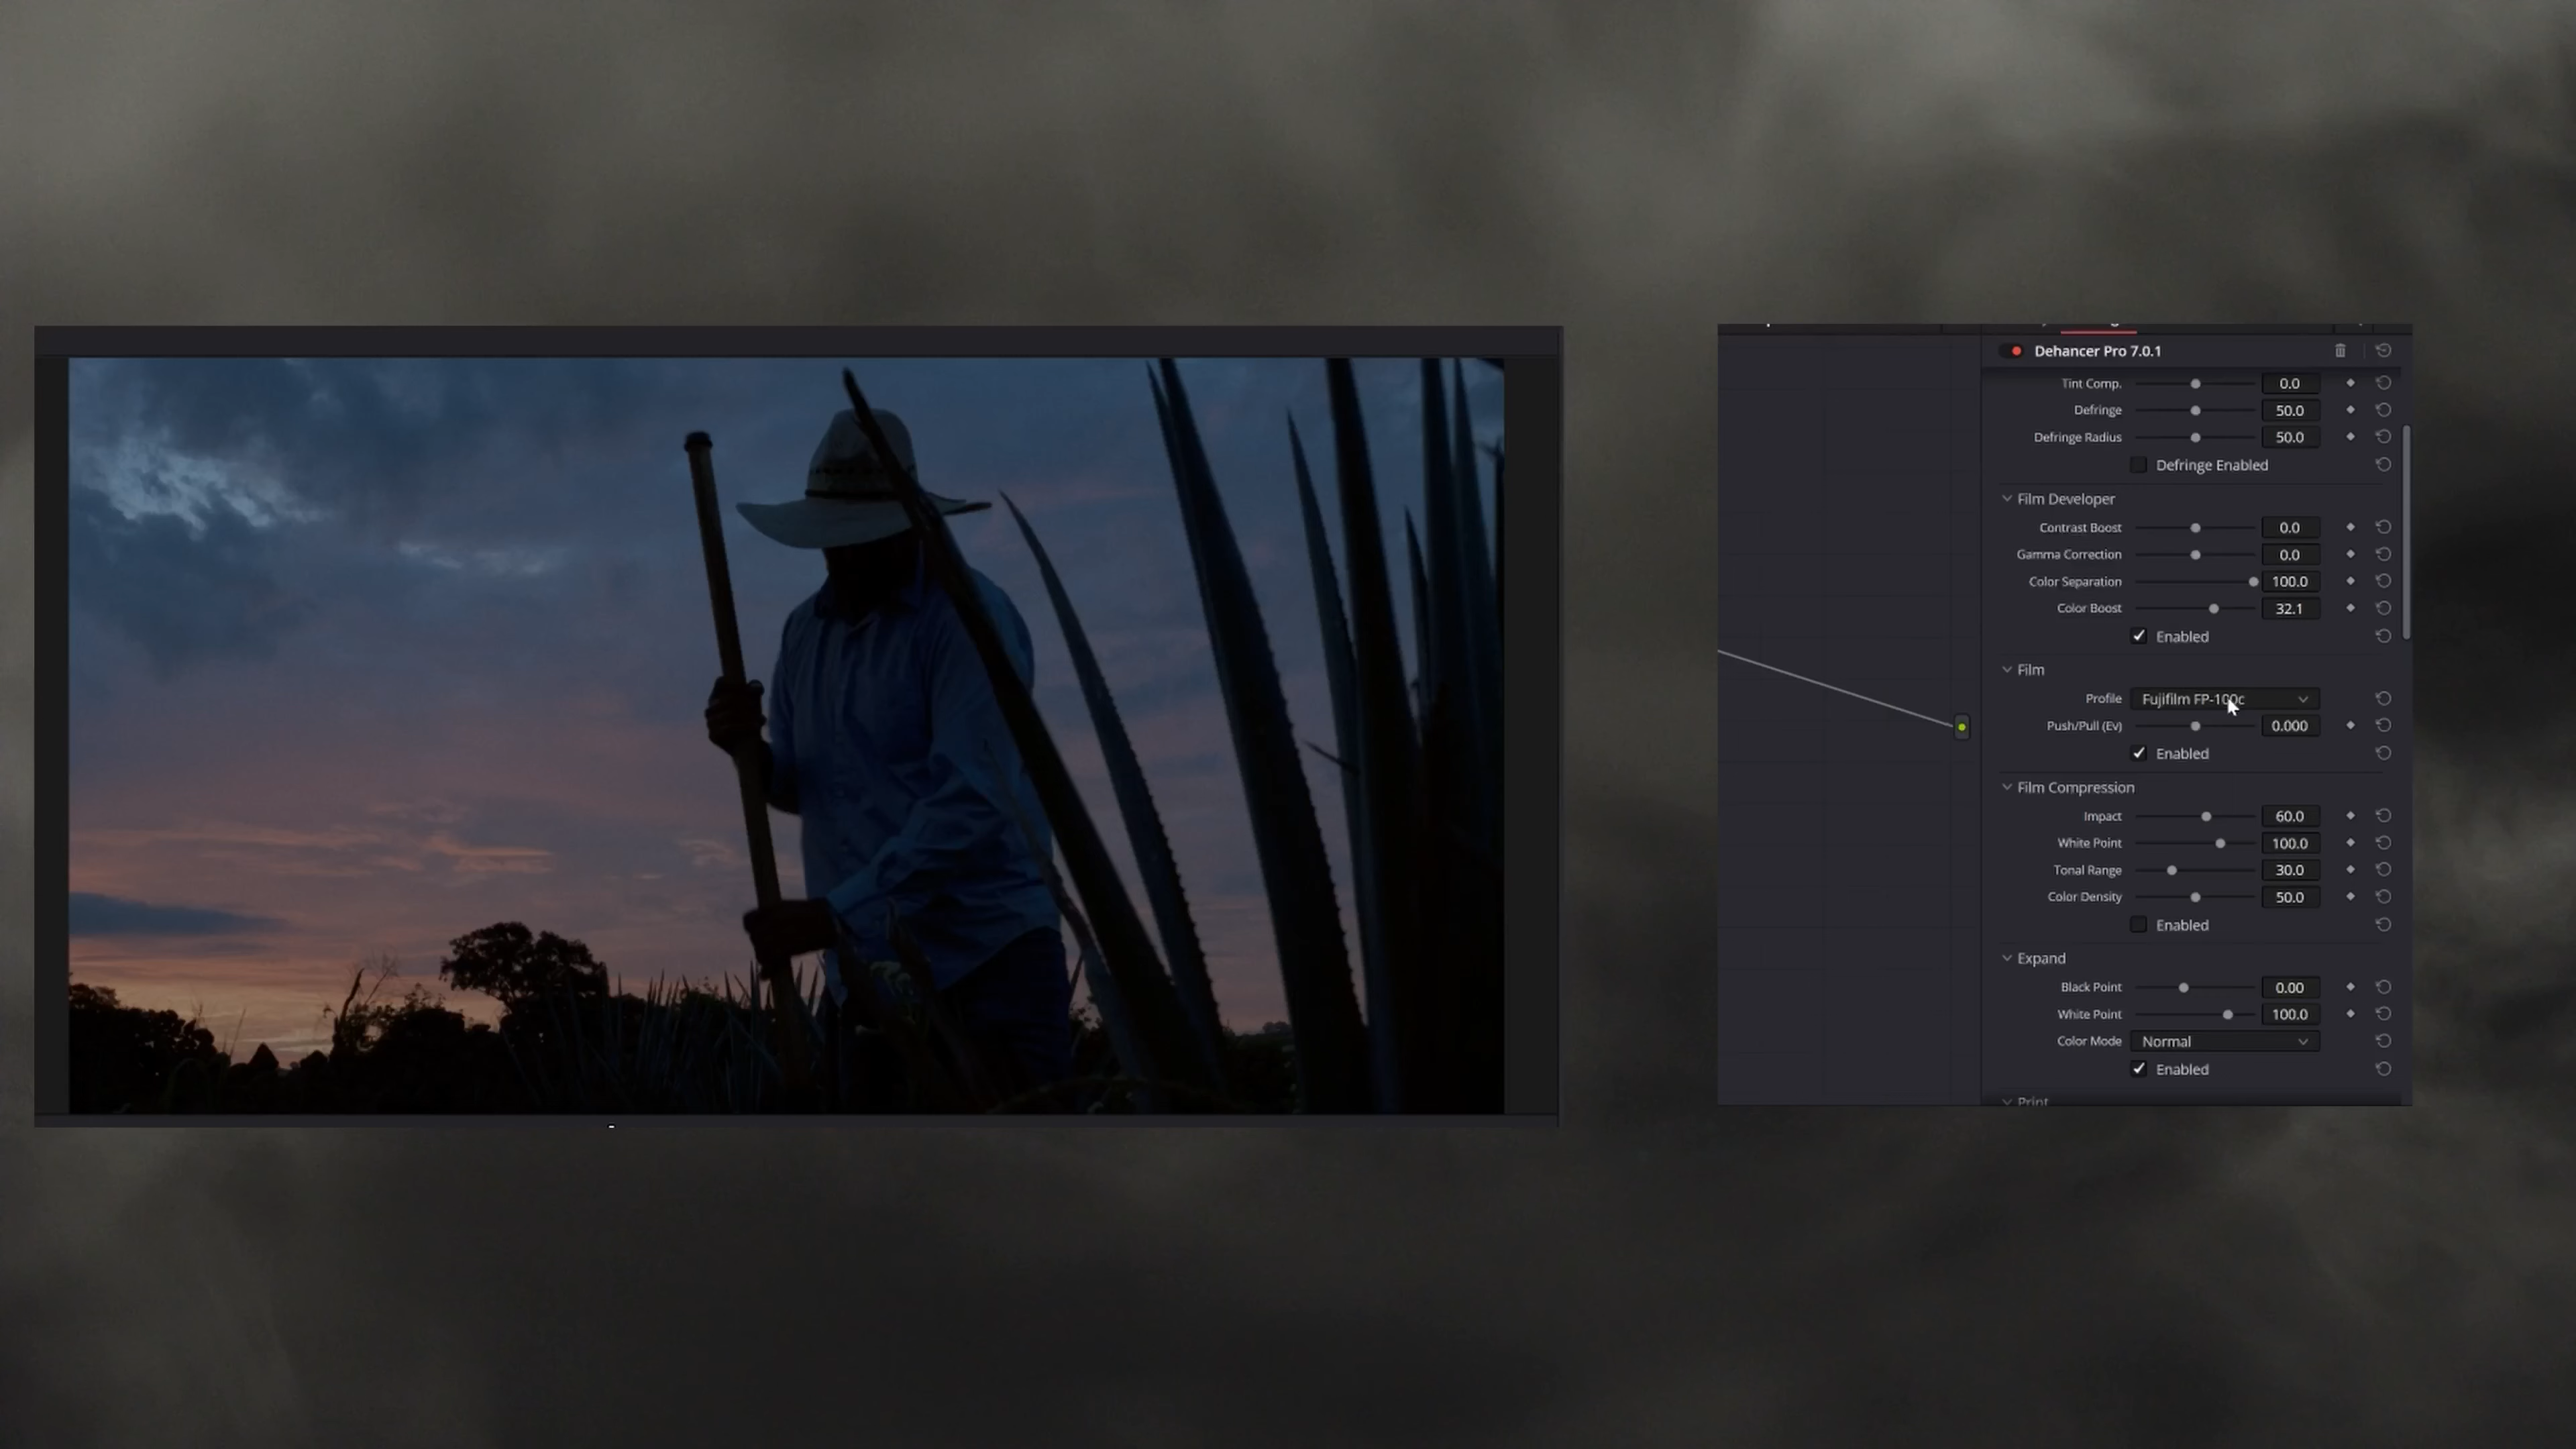 Dehancer Pro 7.0.1
Tint Comp. 0.0
Defringe 50.0
Defringe Radius 50.0
Defringe Enabled
Film Developer
Contrast Boost 0.0
Gamma Correction 0.0
Color Separation 100.0
Color Boost 32.1
Enabled
Film
Profile Fujifilm FP-100c
Push/Pull (Ev) 0.000
Enabled
Film Compression
Impact 60.0
White Point 100.0
Tonal Range 30.0
Color Density 50.0
Enabled
Expand
Black Point 0.00
White Point 100.0
Color Mode Normal
Enabled
Print